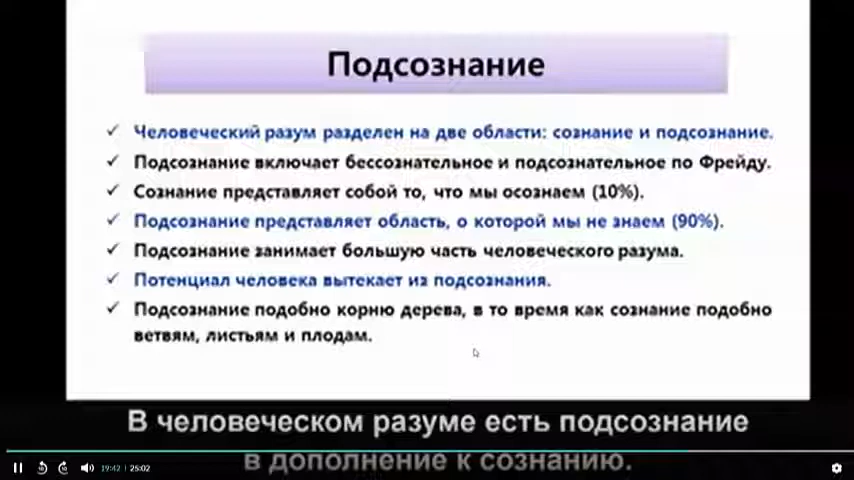 Подсознание
Человеческий разум разделен на две области: сознание и подсознание.
Подсознание включает бессознательное и подсознательное по Фрейду.
Сознание представляет собой то, что мы осознаем (10%).
Подсознание представляет область, о которой мы не знаем (90%).
Подсознание занимает большую часть человеческого разума.
Потенциал человека вытекает из подсознания.
Подсознание подобно корню дерева, в то время как сознание подобно
ветвям, листьям и плодам.
В человеческом разуме есть подсознание
в дополнение к сознанию.
19:42 | 25:02